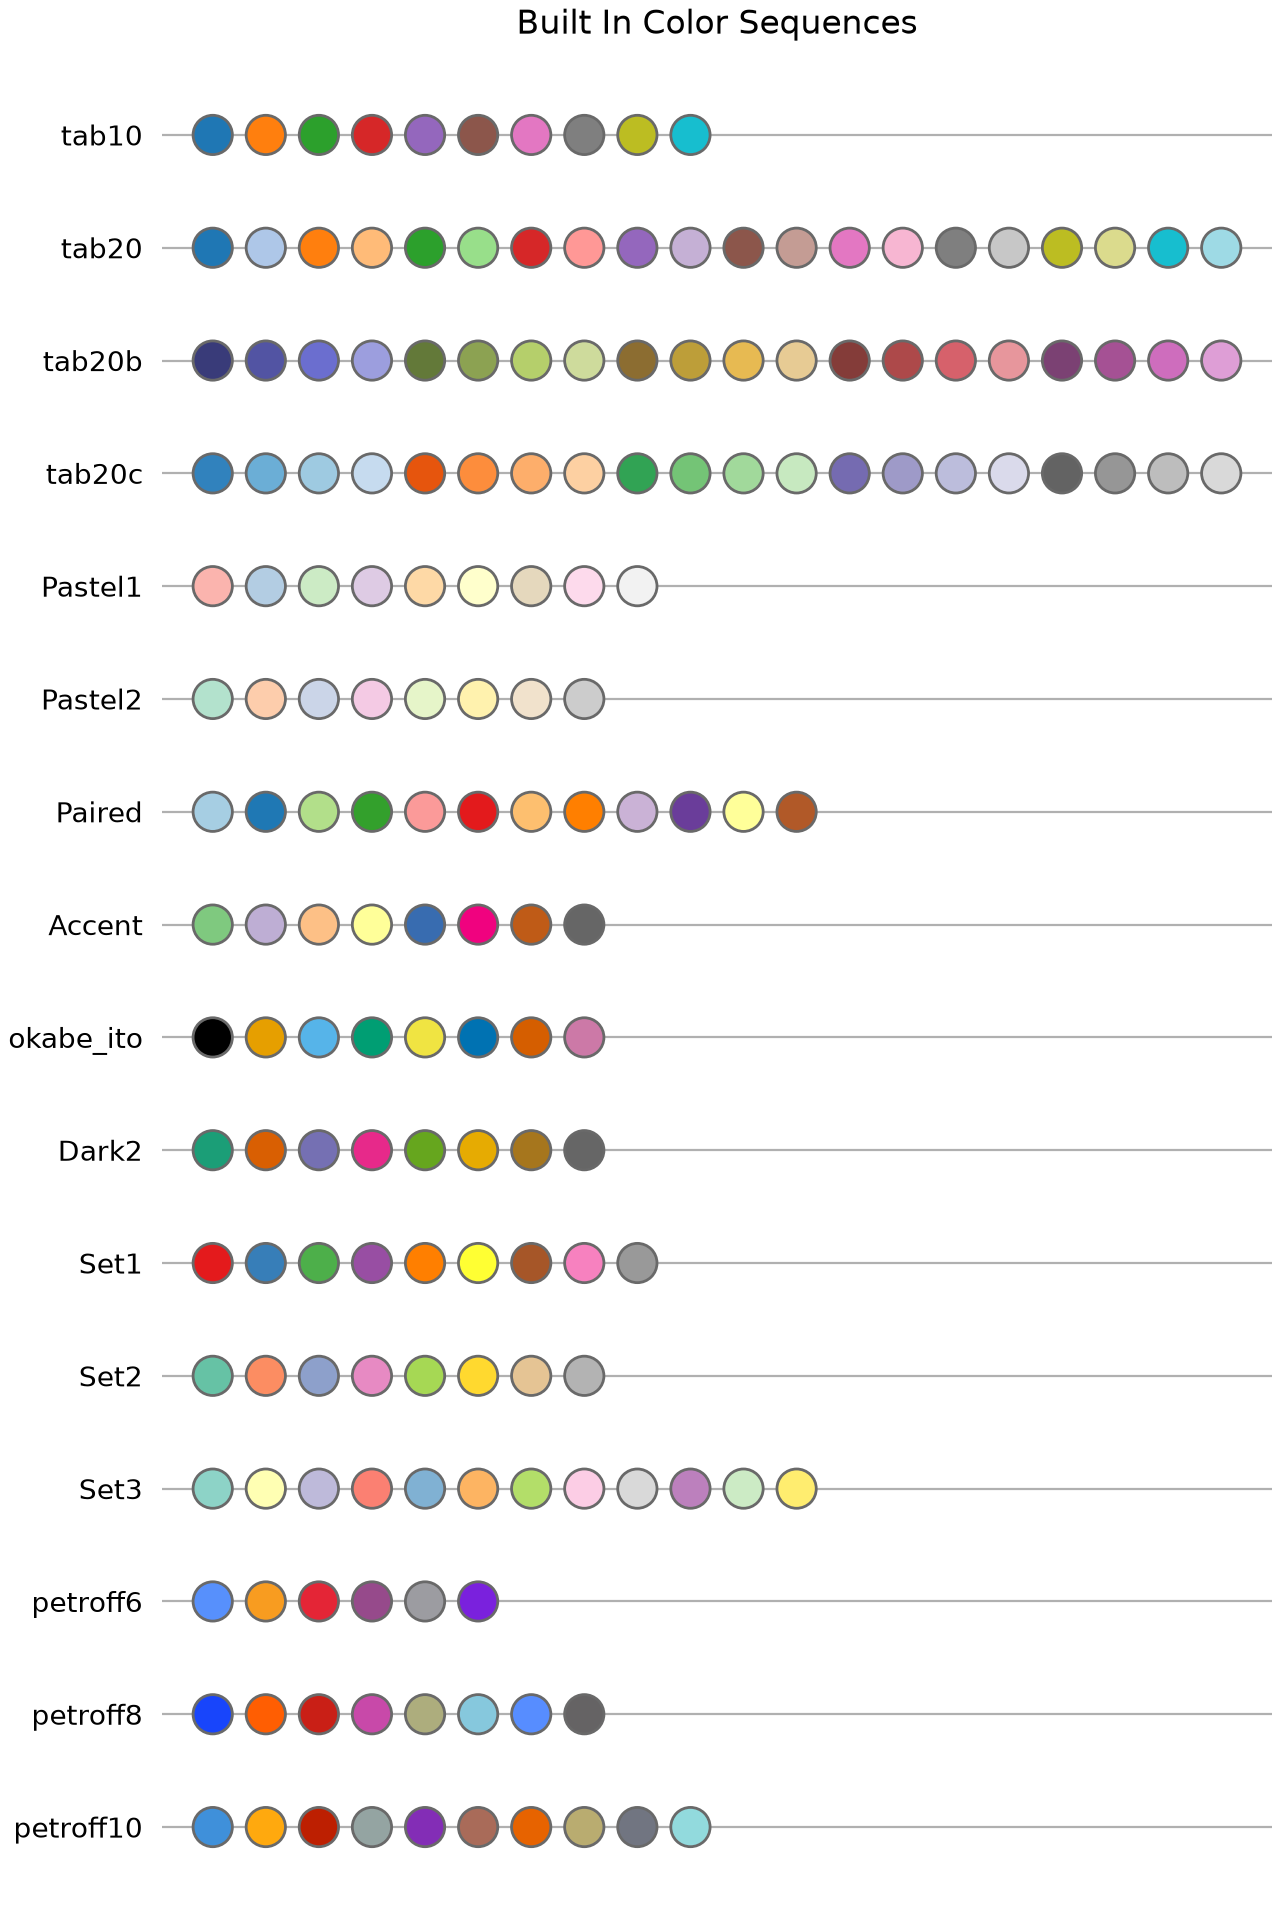 Built In Color Sequences
tab10
tab20
tab20b
tab20c
Pastel1
Pastel2
Paired
Accent
okabe_ito
Dark2
Set1
Set2
Set3
petroff6
petroff8
petroff10